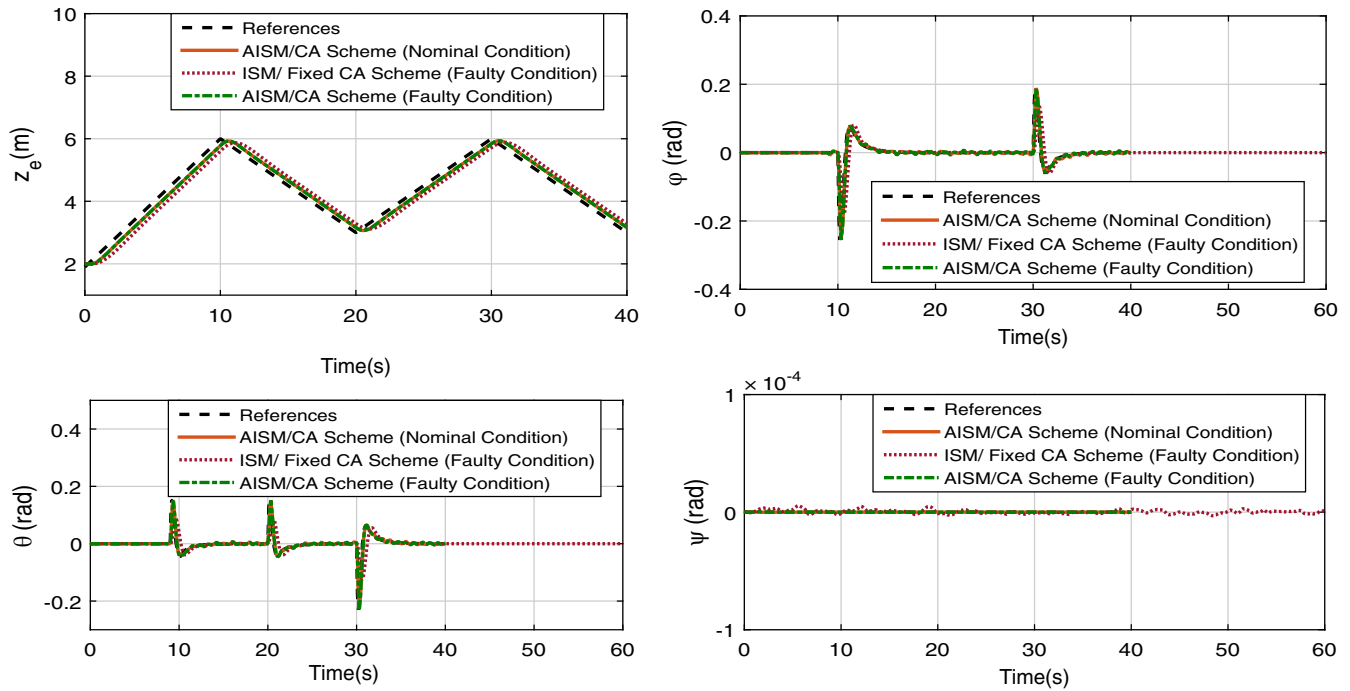 10
8
6
4
2
z_e(m)
References
AISM/CA Scheme (Nominal Condition)
ISM/ Fixed CA Scheme (Faulty Condition)
AISM/CA Scheme (Faulty Condition)
0 10 20 30 40
Time(s)
0.4
0.2
0
-0.2
-0.4
φ (rad)
References
AISM/CA Scheme (Nominal Condition)
ISM/ Fixed CA Scheme (Faulty Condition)
AISM/CA Scheme (Faulty Condition)
0 10 20 30 40 50 60
Time(s)
0.4
0.2
0
-0.2
θ (rad)
References
AISM/CA Scheme (Nominal Condition)
ISM/ Fixed CA Scheme (Faulty Condition)
AISM/CA Scheme (Faulty Condition)
0 10 20 30 40 50 60
Time(s)
1 × 10⁻⁴
0
-1
ψ (rad)
References
AISM/CA Scheme (Nominal Condition)
ISM/ Fixed CA Scheme (Faulty Condition)
AISM/CA Scheme (Faulty Condition)
0 10 20 30 40 50 60
Time(s)